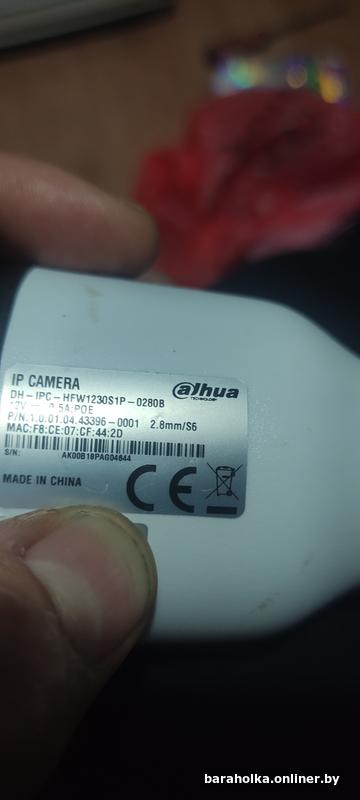 IP CAMERA
alhua
TECHNOLOGY
DH-IPC-HFW1230S1P-0280B
0.5A:POE
P/N:1.0.01.04.43396-0001 2.8mm/S6
MAC:F8:CE:07:CF:44:2D
S/N: AK00B18PAG04644
MADE IN CHINA
CE
baraholka.onliner.by